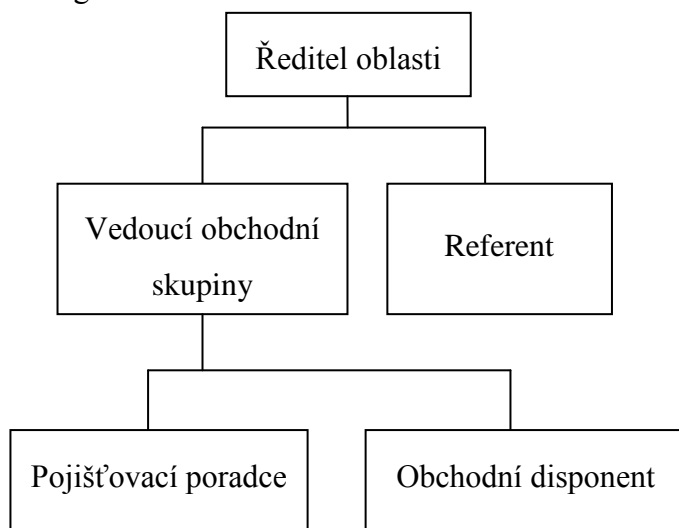 Ředitel oblasti
Vedoucí obchodní
skupiny
Referent
Pojišťovací poradce
Obchodní disponent